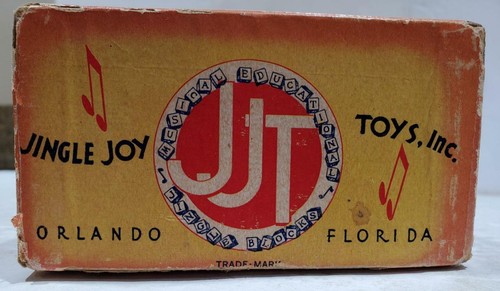 JINGLE JOY
TOYS, Inc.
MUSICAL EDUCATIONAL
JJT
BLOCKS
ORLANDO
FLORIDA
TRADE-MARK